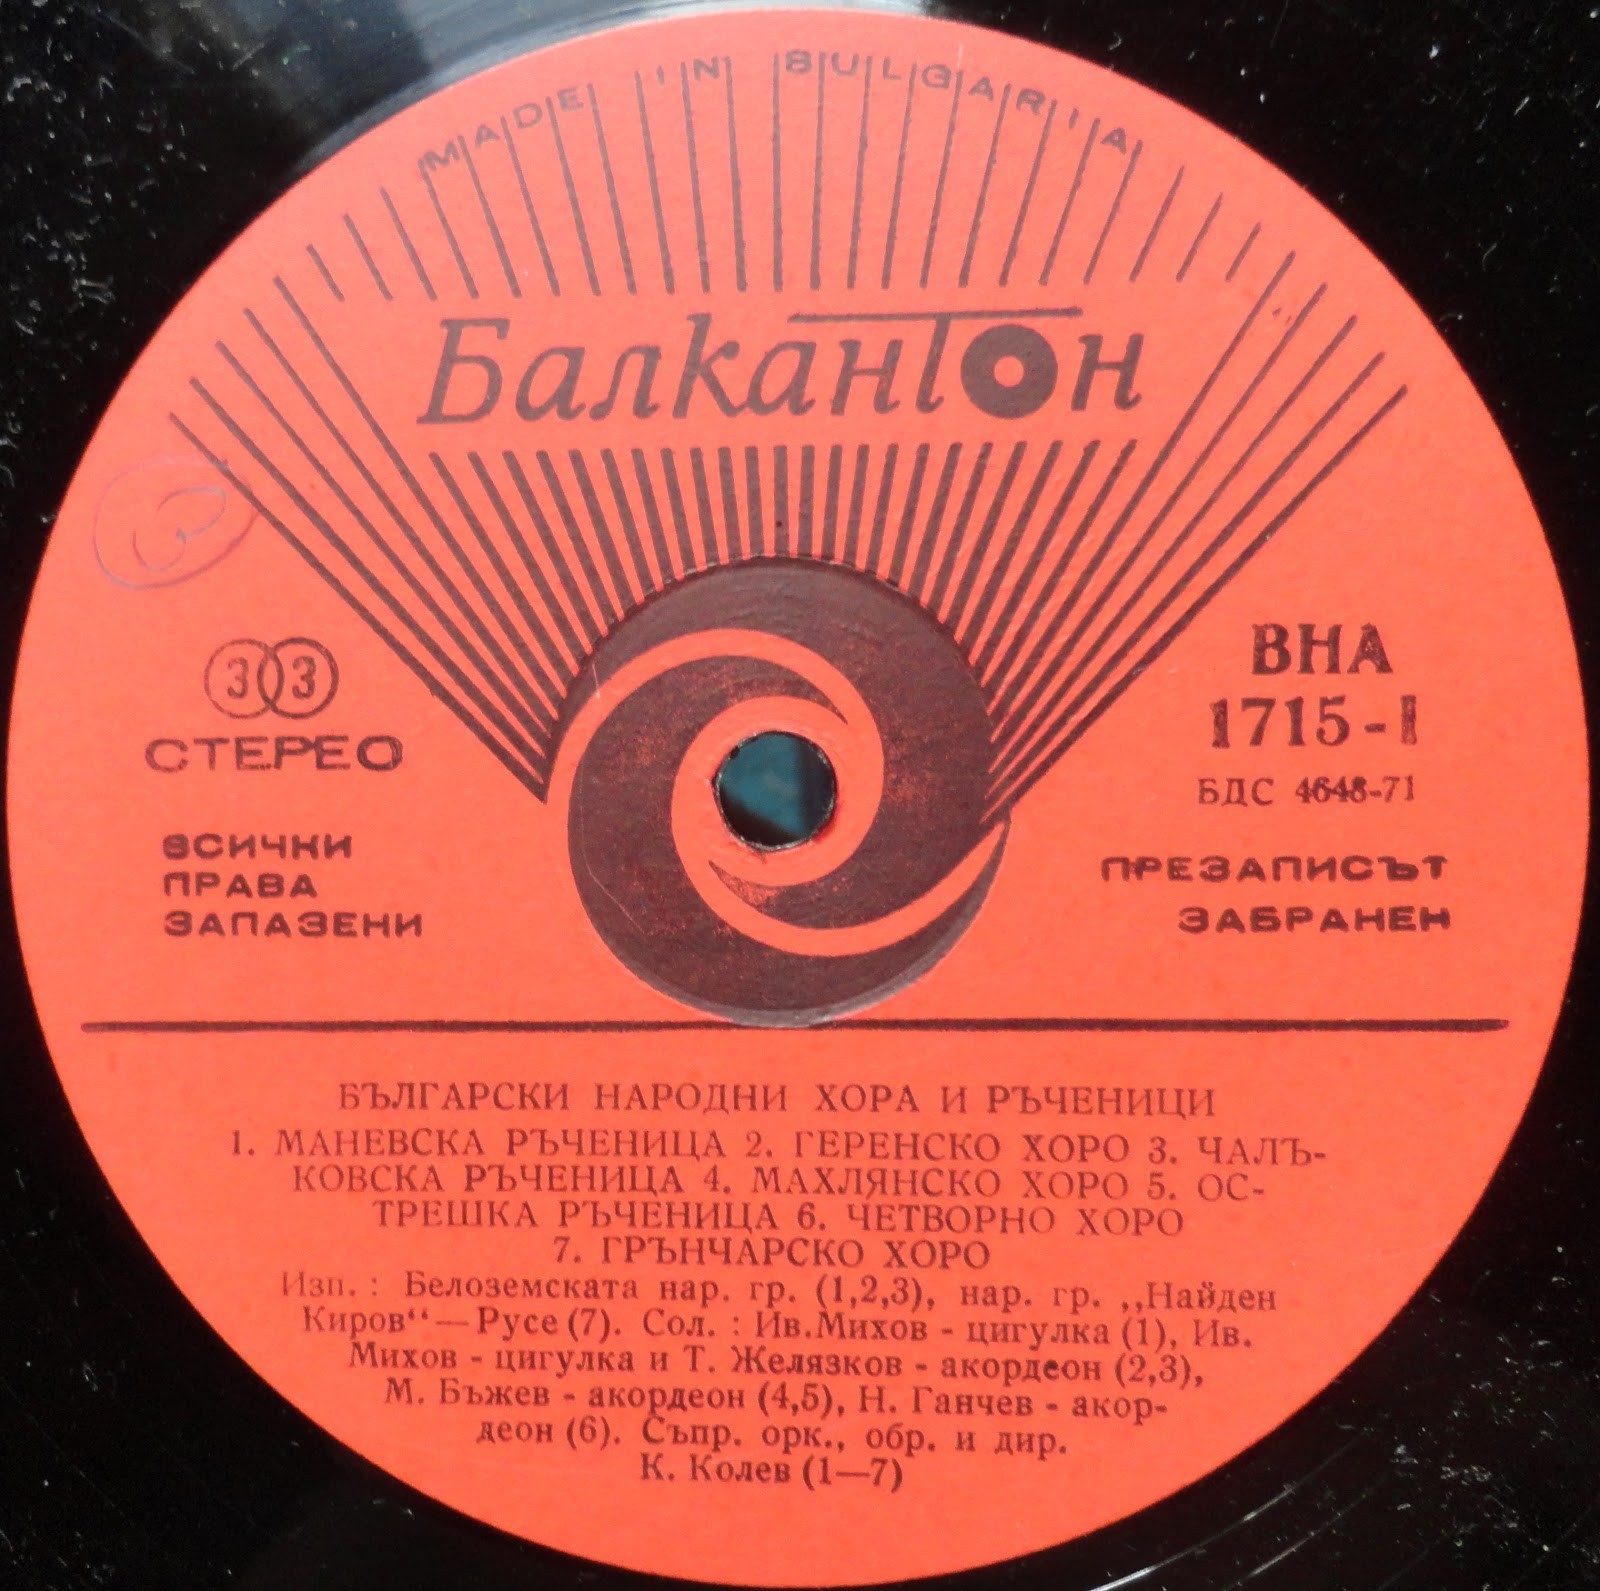 MADE IN BULGARIA
Балкантон
33
СТЕРЕО
ВСИЧКИ
ПРАВА
ЗАПАЗЕНИ
ВНА
1715-I
БДС 4648-71
ПРЕЗАПИСЪТ
ЗАБРАНЕН
БЪЛГАРСКИ НАРОДНИ ХОРА И РЪЧЕНИЦИ
1. МАНЕВСКА РЪЧЕНИЦА 2. ГЕРЕНСКО ХОРО 3. ЧАЛЪ-
КОВСКА РЪЧЕНИЦА 4. МАХЛЯНСКО ХОРО 5. ОС-
ТРЕШКА РЪЧЕНИЦА 6. ЧЕТВОРНО ХОРО
7. ГРЪНЧАРСКО ХОРО
Изп. : Белоземската нар. гр. (1,2,3), нар. гр. „Найден
Киров“—Русе (7). Сол. : Ив.Михов - цигулка (1), Ив.
Михов - цигулка и Т. Желязков - акордеон (2,3),
М. Бъжев - акордеон (4,5), Н. Ганчев - акор-
деон (6). Съпр. орк., обр. и дир.
К. Колев (1—7)